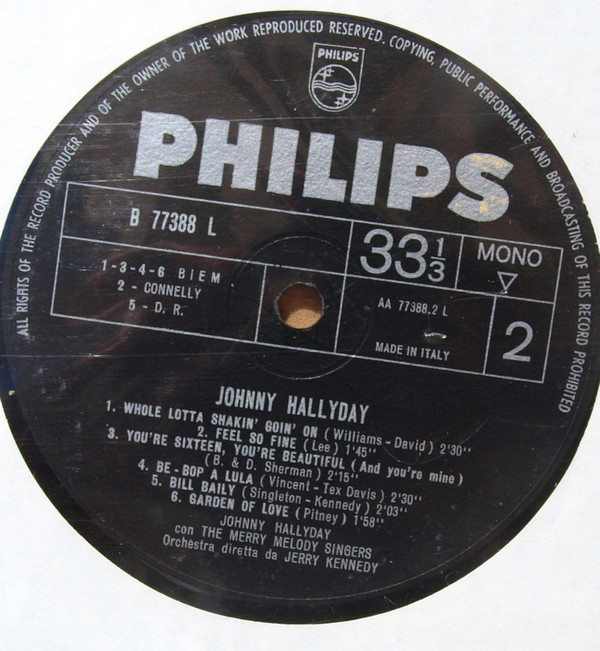 ALL RIGHTS OF THE RECORD PRODUCER AND OF THE OWNER OF THE WORK REPRODUCED RESERVED. COPYING, PUBLIC PERFORMANCE AND BROADCASTING OF THIS RECORD PROHIBITED
PHILIPS
PHILIPS
B 77388 L
33 1/3
MONO
1-3-4-6 BIEM
2 - CONNELLY
5 - D. R.
AA 77388.2 L
MADE IN ITALY
2
JOHNNY HALLYDAY
1. WHOLE LOTTA SHAKIN' GOIN' ON (Williams - David) 2'30''
2. FEEL SO FINE (Lee) 1'45''
3. YOU'RE SIXTEEN, YOU'RE BEAUTIFUL (And you're mine)
(B. & D. Sherman) 2'15''
4. BE-BOP A LULA (Vincent - Tex Davis) 2'30''
5. BILL BAILY (Singleton - Kennedy) 2'03''
6. GARDEN OF LOVE (Pitney) 1'58''
JOHNNY HALLYDAY
con THE MERRY MELODY SINGERS
Orchestra diretta da JERRY KENNEDY